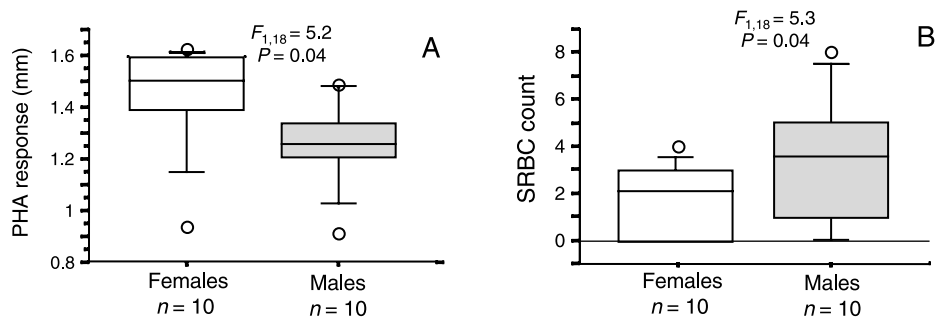 F1,18 = 5.2
P = 0.04
A
PHA response (mm)
1.6
1.4
1.2
1
0.8
Females
n = 10
Males
n = 10
F1,18 = 5.3
P = 0.04
B
SRBC count
8
6
4
2
0
Females
n = 10
Males
n = 10